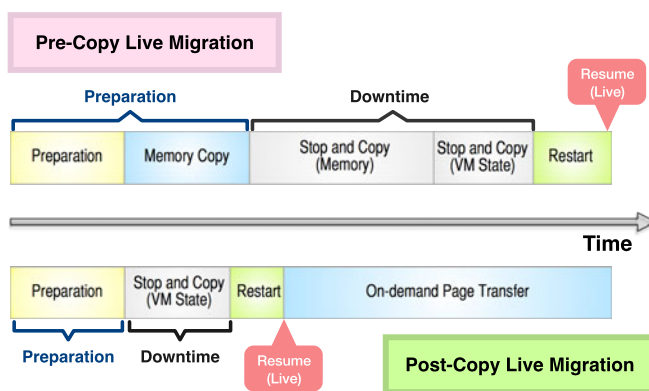 Pre-Copy Live Migration
Resume
(Live)
Preparation
Downtime
Preparation
Memory Copy
Stop and Copy
(Memory)
Stop and Copy
(VM State)
Restart
Time
Preparation
Stop and Copy
(VM State)
Restart
On-demand Page Transfer
Preparation
Downtime
Resume
(Live)
Post-Copy Live Migration